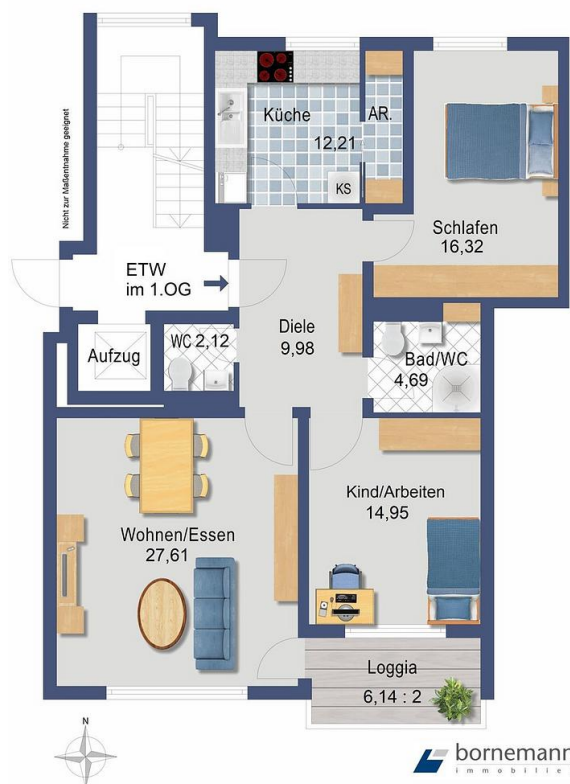 Nicht zur Maßentnahme geeignet
Küche
12,21
AR.
KS
Schlafen
16,32
ETW
im 1.OG
Aufzug
WC 2,12
Diele
9,98
Bad/WC
4,69
Wohnen/Essen
27,61
Kind/Arbeiten
14,95
Loggia
6,14 : 2
N
bornemann
immobilie